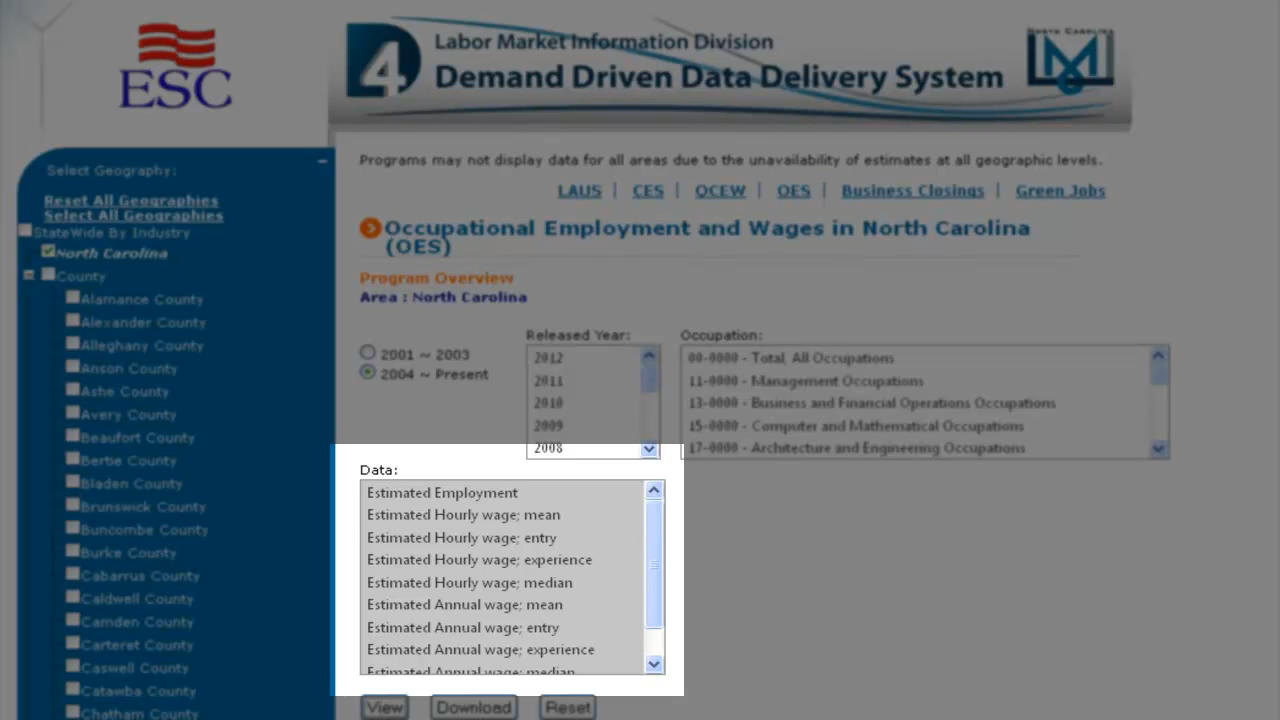 ESC
4
Labor Market Information Division
Demand Driven Data Delivery System
NORTH CAROLINA
LM
Select Geography:
Reset All Geographies
Select All Geographies
StateWide By Industry
North Carolina
County
Alamance County
Alexander County
Alleghany County
Anson County
Ashe County
Avery County
Beaufort County
Bertie County
Bladen County
Brunswick County
Buncombe County
Burke County
Cabarrus County
Caldwell County
Camden County
Carteret County
Caswell County
Catawba County
Chatham County
Programs may not display data for all areas due to the unavailability of estimates at all geographic levels.
LAUS | CES | QCEW | OES | Business Closings | Green Jobs
Occupational Employment and Wages in North Carolina
(OES)
Program Overview
Area : North Carolina
2001 ~ 2003
2004 ~ Present
Released Year:
2012
2011
2010
2009
2008
Occupation:
00-0000 - Total, All Occupations
11-0000 - Management Occupations
13-0000 - Business and Financial Operations Occupations
15-0000 - Computer and Mathematical Occupations
17-0000 - Architecture and Engineering Occupations
Data:
Estimated Employment
Estimated Hourly wage; mean
Estimated Hourly wage; entry
Estimated Hourly wage; experience
Estimated Hourly wage; median
Estimated Annual wage; mean
Estimated Annual wage; entry
Estimated Annual wage; experience
Estimated Annual wage; median
View
Download
Reset